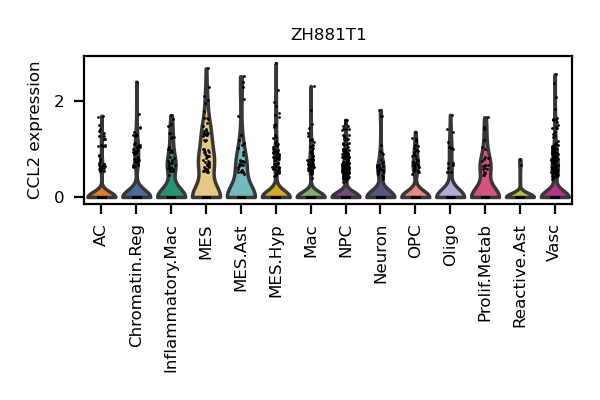 ZH881T1
CCL2 expression
2
0
AC
Chromatin.Reg
Inflammatory.Mac
MES
MES.Ast
MES.Hyp
Mac
NPC
Neuron
OPC
Oligo
Prolif.Metab
Reactive.Ast
Vasc